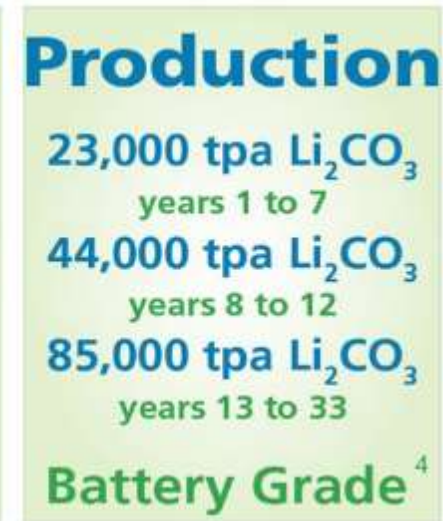 Production
23,000 tpa Li₂CO₃
years 1 to 7
44,000 tpa Li₂CO₃
years 8 to 12
85,000 tpa Li₂CO₃
years 13 to 33
Battery Grade⁴